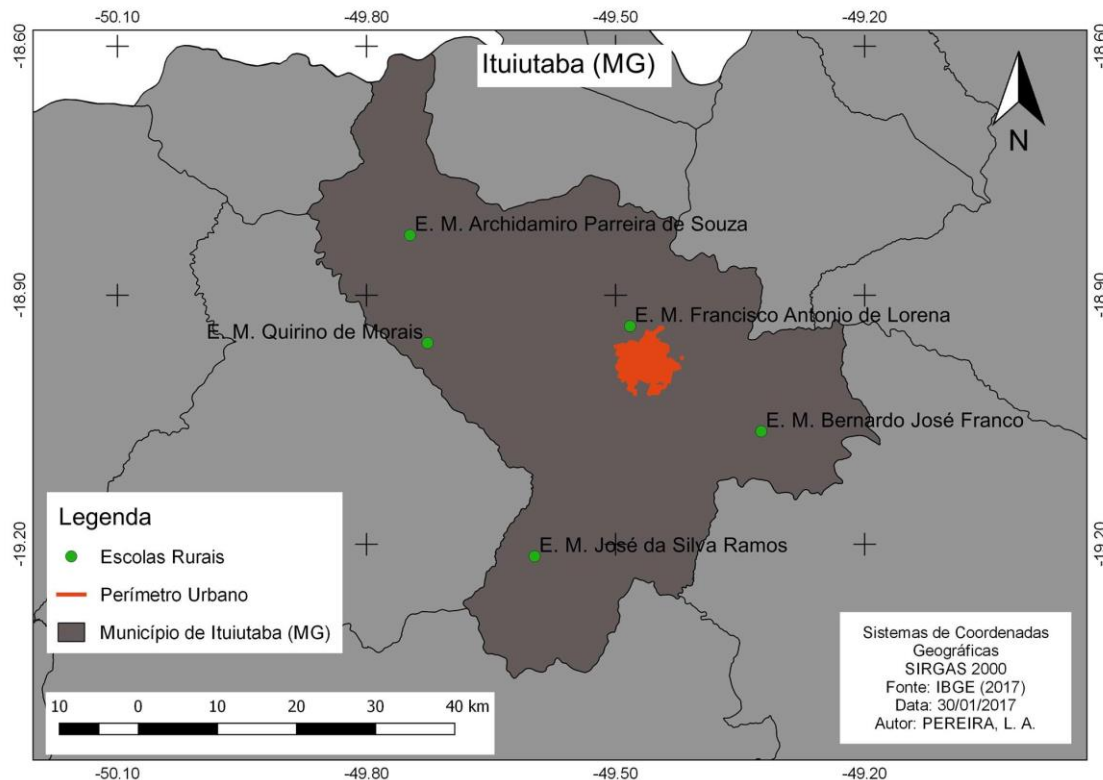 -50.10
-49.80
-49.50
-49.20
-18.60
-18.60
Ituiutaba (MG)
N
E. M. Archidamiro Parreira de Souza
-18.90
-18.90
E. M. Francisco Antonio de Lorena
E. M. Quirino de Morais
E. M. Bernardo José Franco
-19.20
-19.20
E. M. José da Silva Ramos
Legenda
Escolas Rurais
Perímetro Urbano
Município de Ituiutaba (MG)
Sistemas de Coordenadas
Geográficas
SIRGAS 2000
Fonte: IBGE (2017)
Data: 30/01/2017
Autor: PEREIRA, L. A.
10 0 10 20 30 40 km
-50.10
-49.80
-49.50
-49.20